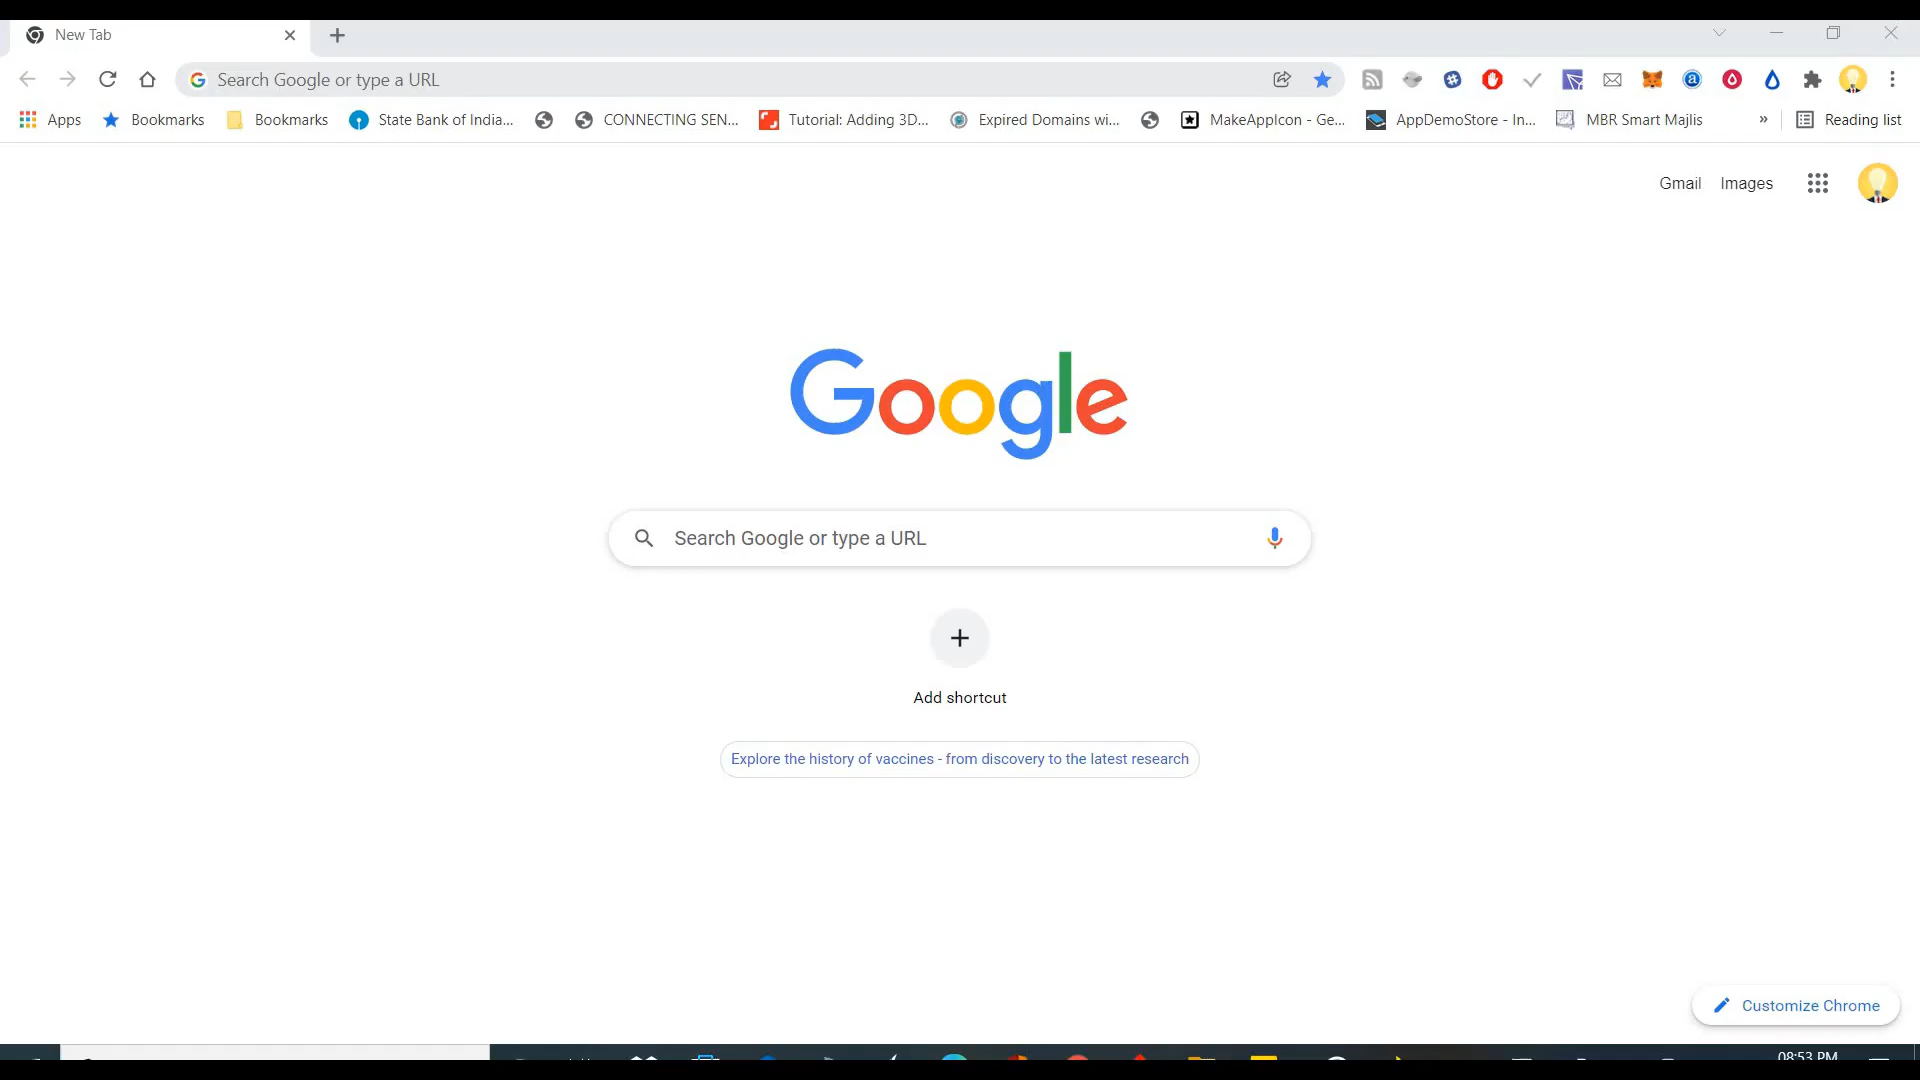 New Tab
Search Google or type a URL
Apps Bookmarks Bookmarks State Bank of India... CONNECTING SEN... Tutorial: Adding 3D... Expired Domains wi... MakeAppIcon - Ge... AppDemoStore - In... MBR Smart Majlis » Reading list
Gmail Images
Google
Search Google or type a URL
Add shortcut
Explore the history of vaccines - from discovery to the latest research
Customize Chrome
08:53 PM